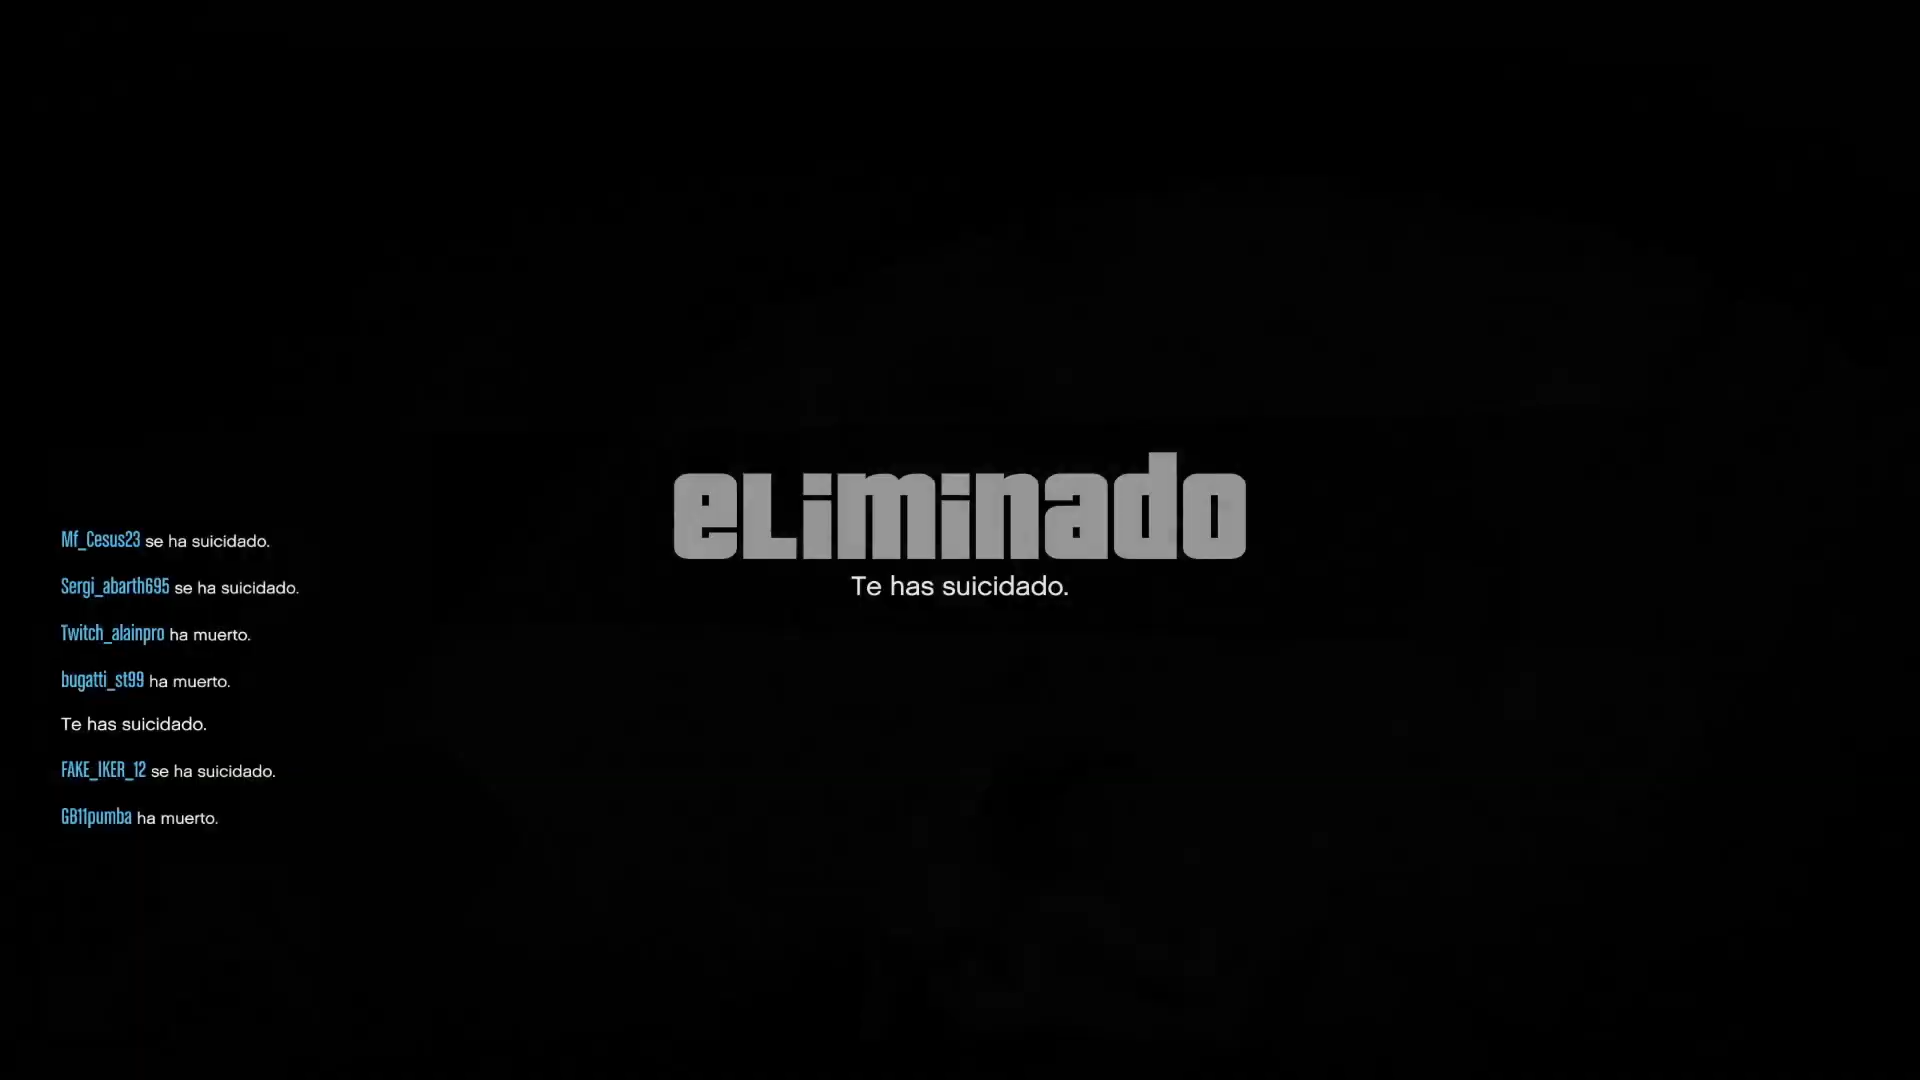 eliminado
Te has suicidado.
Mf_Cesus23 se ha suicidado.
Sergi_abarth695 se ha suicidado.
Twitch_alainpro ha muerto.
bugatti_st99 ha muerto.
Te has suicidado.
FAKE_IKER_12 se ha suicidado.
GB11pumba ha muerto.